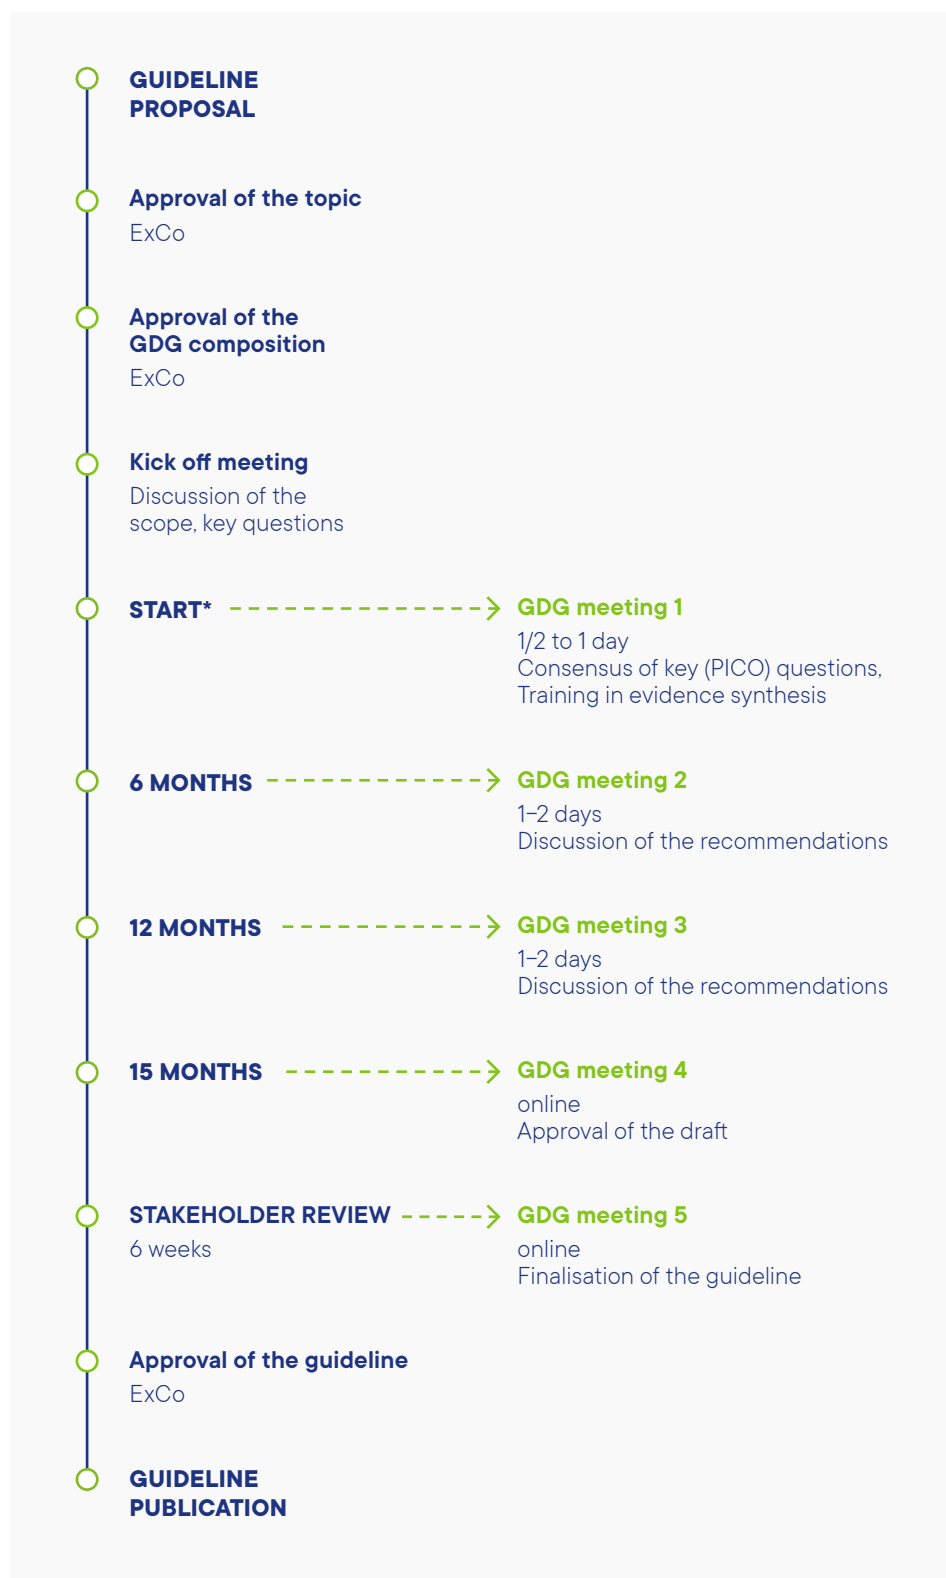 GUIDELINE
PROPOSAL
Approval of the topic
ExCo
Approval of the
GDG composition
ExCo
Kick off meeting
Discussion of the
scope, key questions
START*
GDG meeting 1
1/2 to 1 day
Consensus of key (PICO) questions,
Training in evidence synthesis
6 MONTHS
GDG meeting 2
1–2 days
Discussion of the recommendations
12 MONTHS
GDG meeting 3
1–2 days
Discussion of the recommendations
15 MONTHS
GDG meeting 4
online
Approval of the draft
STAKEHOLDER REVIEW
6 weeks
GDG meeting 5
online
Finalisation of the guideline
Approval of the guideline
ExCo
GUIDELINE
PUBLICATION